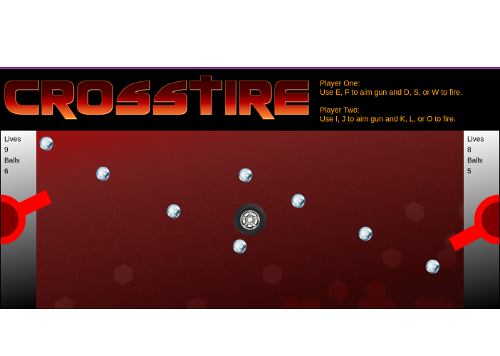 CROSSTIRE
Player One:
Use E, F to aim gun and D, S, or W to fire.
Player Two:
Use I, J to aim gun and K, L, or O to fire.
Lives
9
Balls
6
Lives
8
Balls
5